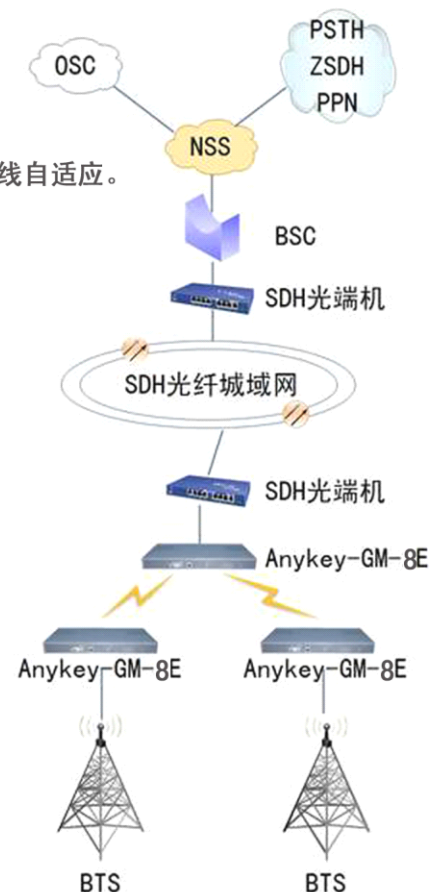 PSTH
ZSDH
PPN
OSC
NSS
线自适应。
BSC
SDH光端机
SDH光纤城域网
SDH光端机
Anykey-GM-8E
Anykey-GM-8E
Anykey-GM-8E
BTS
BTS